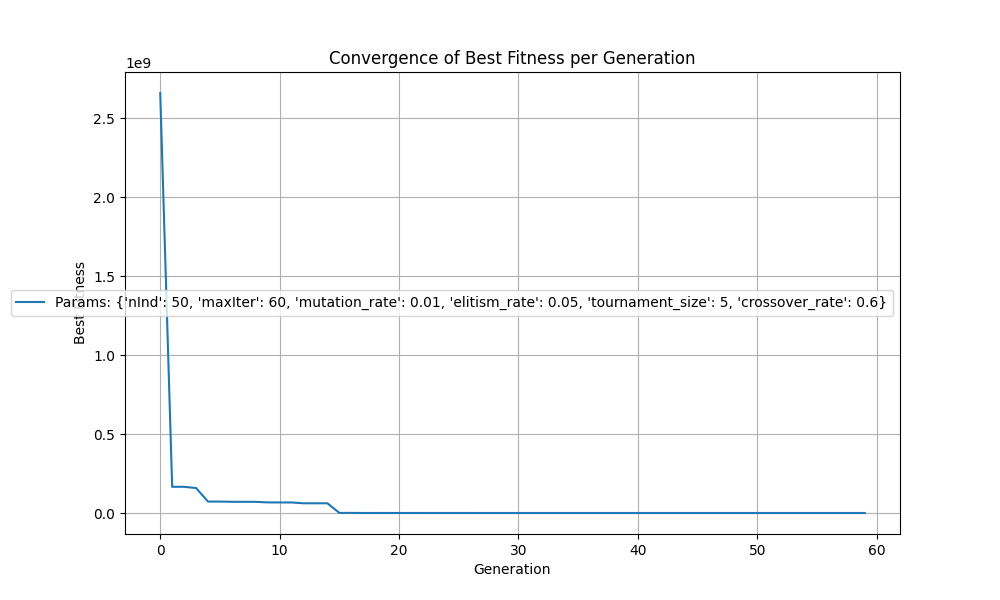 Convergence of Best Fitness per Generation
1e9
2.5
2.0
1.5
1.0
0.5
0.0
Best
ness
Params: {'nInd': 50, 'maxIter': 60, 'mutation_rate': 0.01, 'elitism_rate': 0.05, 'tournament_size': 5, 'crossover_rate': 0.6}
0 10 20 30 40 50 60
Generation